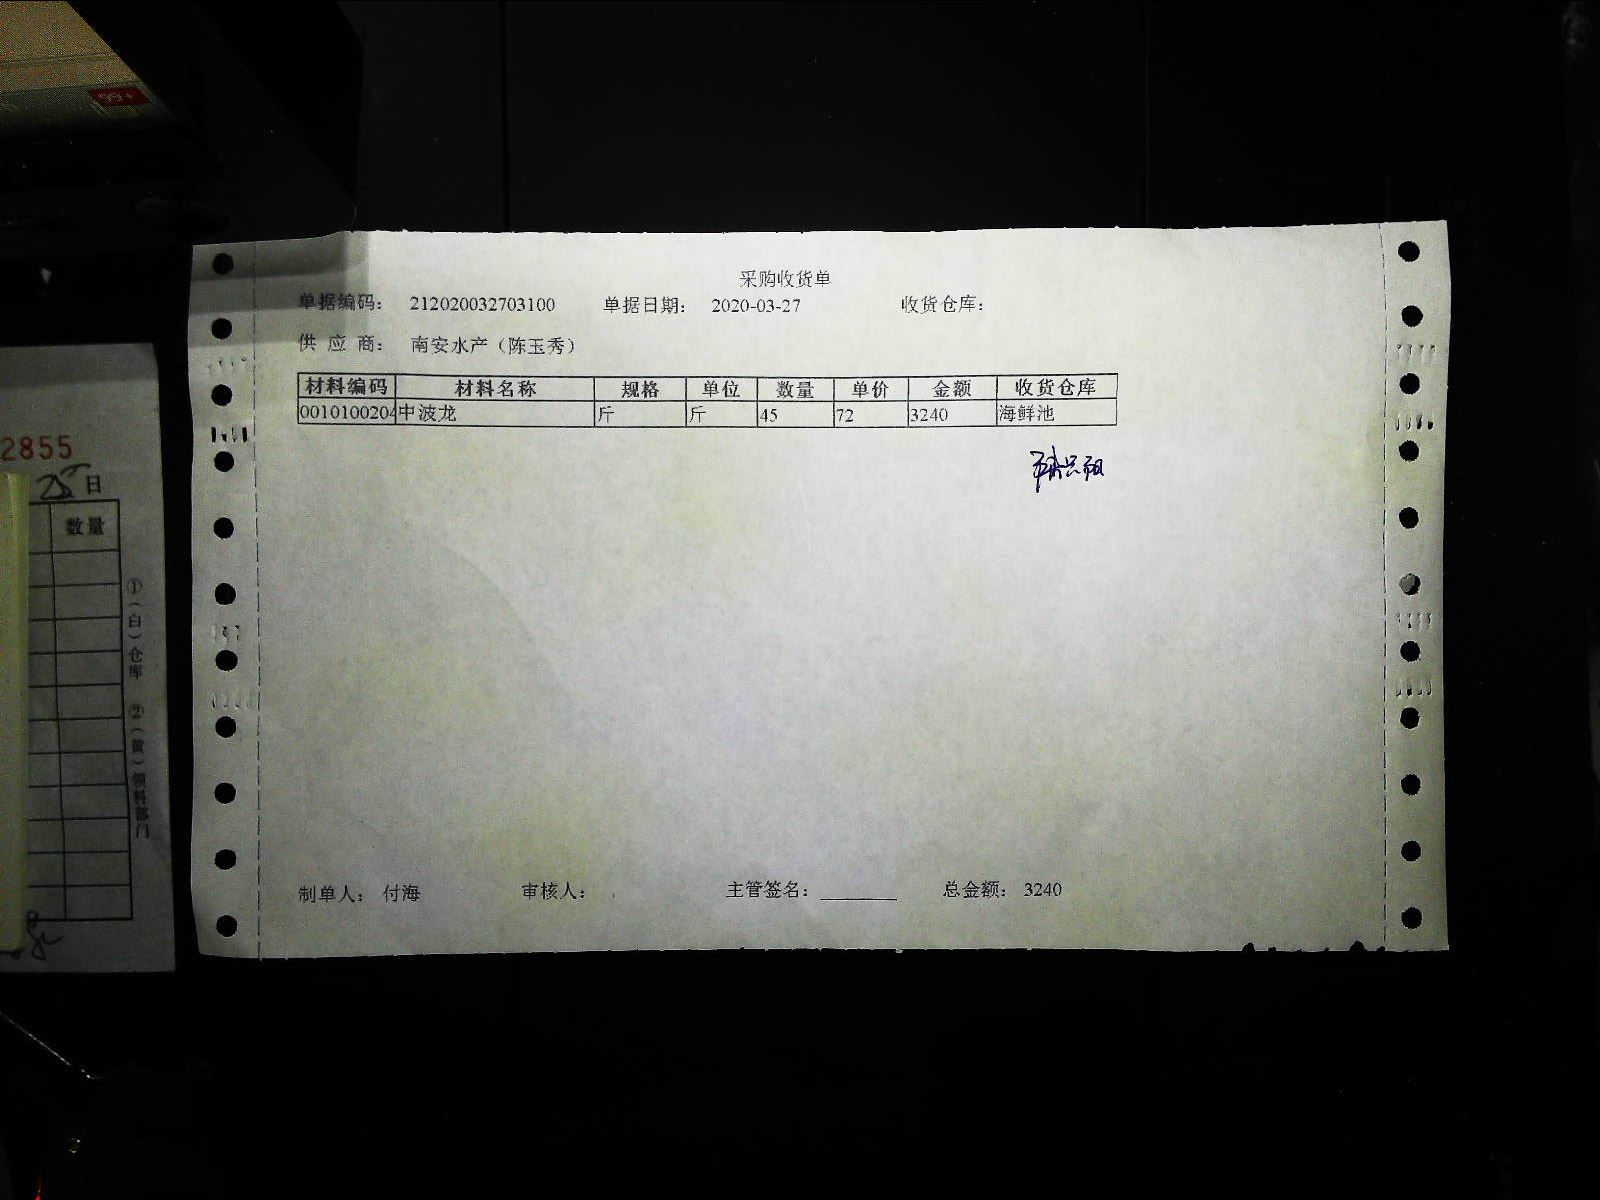 99+
采购收货单
单据编码： 212020032703100 单据日期： 2020-03-27 收货仓库：
供 应 商： 南安水产（陈玉秀）
材料编码 材料名称 规格 单位 数量 单价 金额 收货仓库
0010100204 中波龙 斤 斤 45 72 3240 海鲜池
制单人： 付海 审核人： 主管签名： 总金额： 3240
2855
25日
数量
①（白）仓库 ②（黄）领料部门